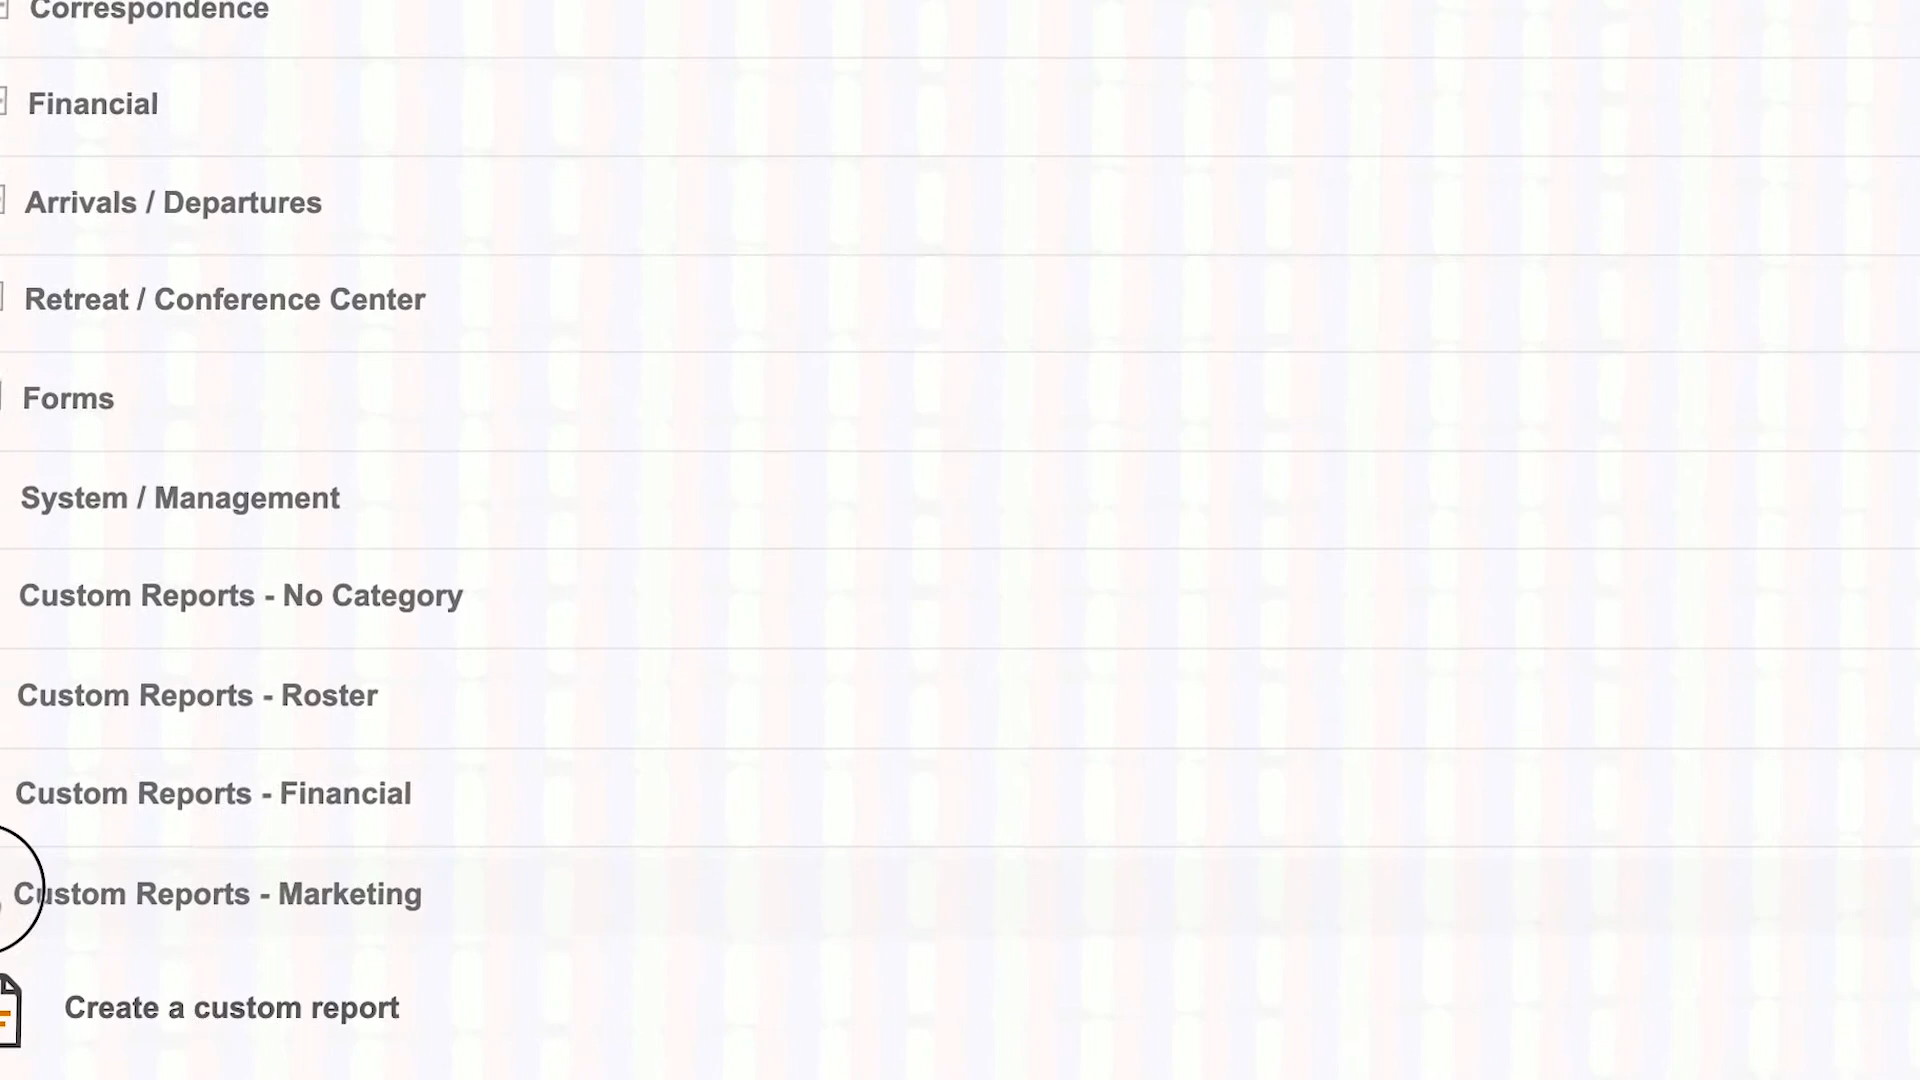 Correspondence
Financial
Arrivals / Departures
Retreat / Conference Center
Forms
System / Management
Custom Reports - No Category
Custom Reports - Roster
Custom Reports - Financial
Custom Reports - Marketing
Create a custom report